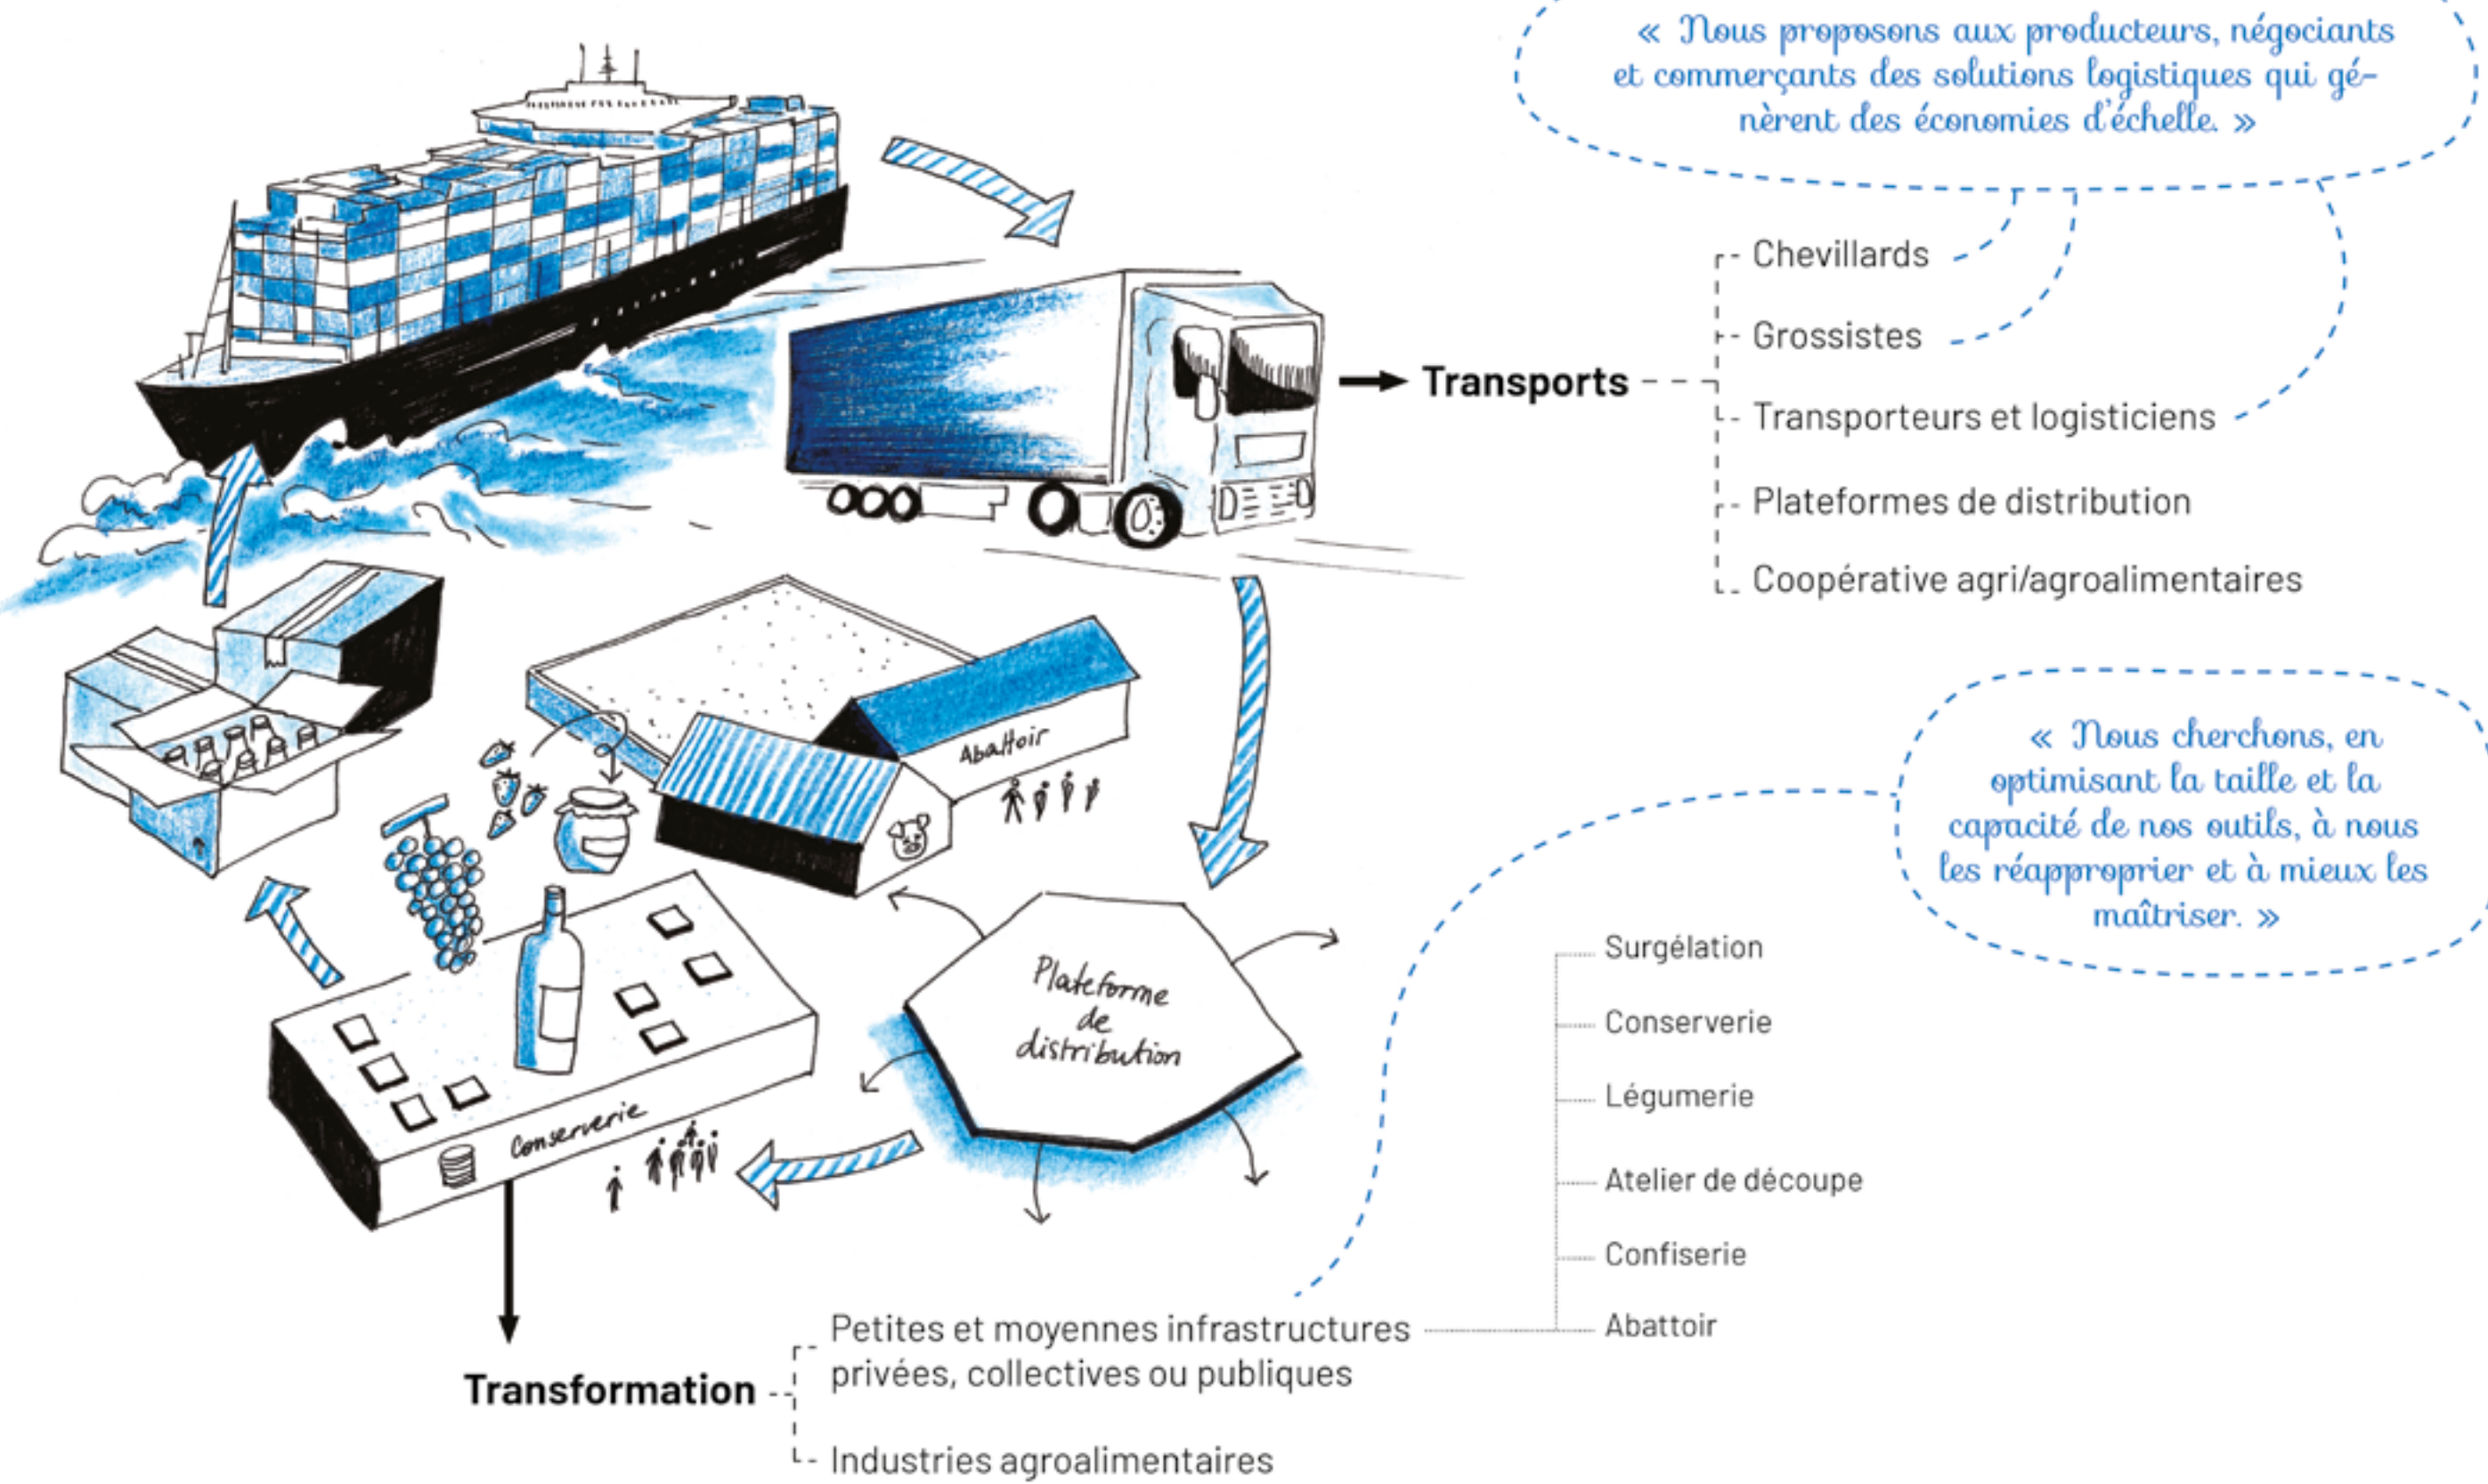 « Nous proposons aux producteurs, négociants
et commerçants des solutions logistiques qui gé-
nèrent des économies d'échelle. »
Chevillards
Grossistes
Transports
Transporteurs et logisticiens
Plateformes de distribution
Coopérative agri/agroalimentaires
Abattoir
« Nous cherchons, en
optimisant la taille et la
capacité de nos outils, à nous
les réapproprier et à mieux les
maîtriser. »
Plateforme
de
distribution
Conserverie
Surgélation
Conserverie
Légumerie
Atelier de découpe
Confiserie
Abattoir
Petites et moyennes infrastructures
privées, collectives ou publiques
Transformation
Industries agroalimentaires